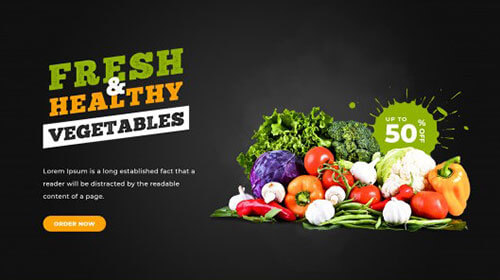 FRESH
&
HEALTHY
VEGETABLES
Lorem Ipsum is a long established fact that a
reader will be distracted by the readable
content of a page.
ORDER NOW
UP TO
50% OFF